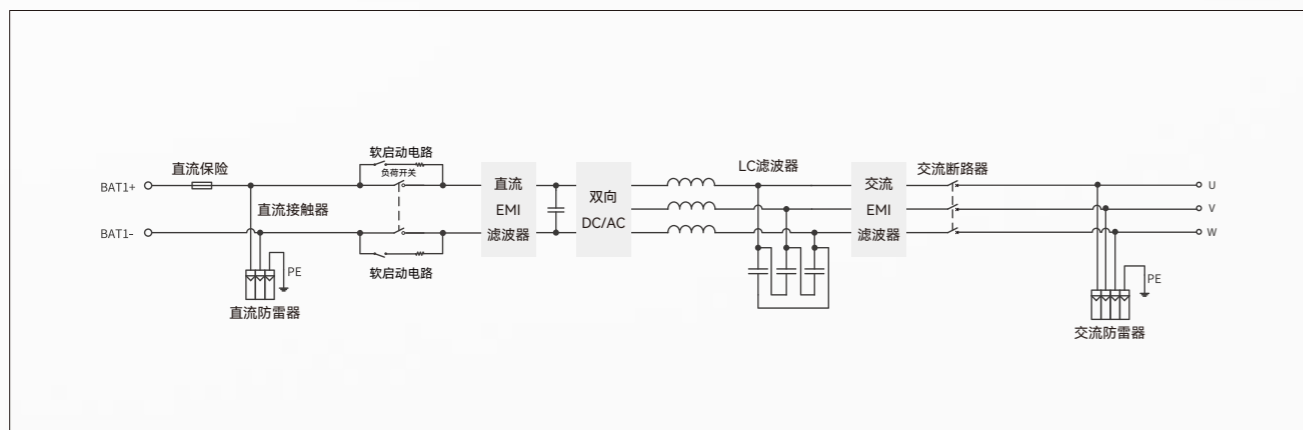 软启动电路
负荷开关
直流保险
BAT1+
直流接触器
BAT1-
软启动电路
PE
直流防雷器
直流
EMI
滤波器
双向
DC/AC
LC滤波器
交流
EMI
滤波器
交流断路器
U
V
W
PE
交流防雷器